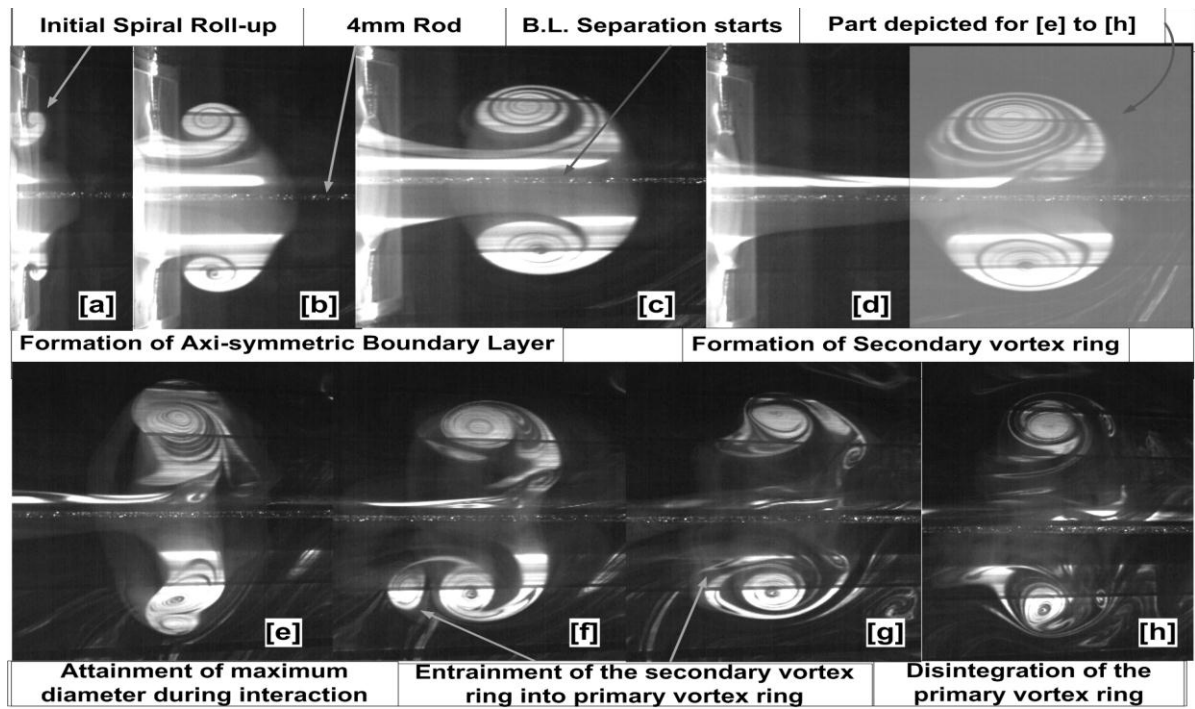 Initial Spiral Roll-up
4mm Rod
B.L. Separation starts
Part depicted for [e] to [h]
[a]
[b]
[c]
[d]
Formation of Axi-symmetric Boundary Layer
Formation of Secondary vortex ring
[e]
[f]
[g]
[h]
Attainment of maximum
diameter during interaction
Entrainment of the secondary vortex
ring into primary vortex ring
Disintegration of the
primary vortex ring